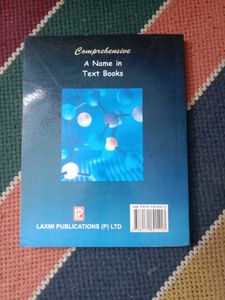 Comprehensive
A Name in
Text Books
LAXMI PUBLICATIONS (P) LTD